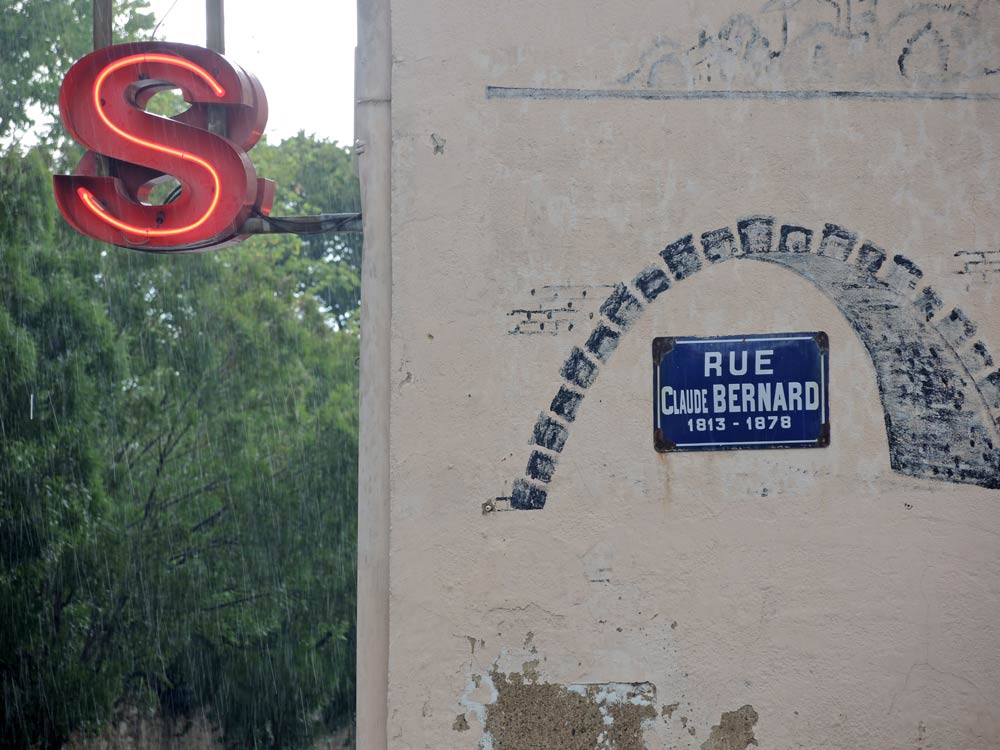 S
RUE
CLAUDE BERNARD
1813 - 1878